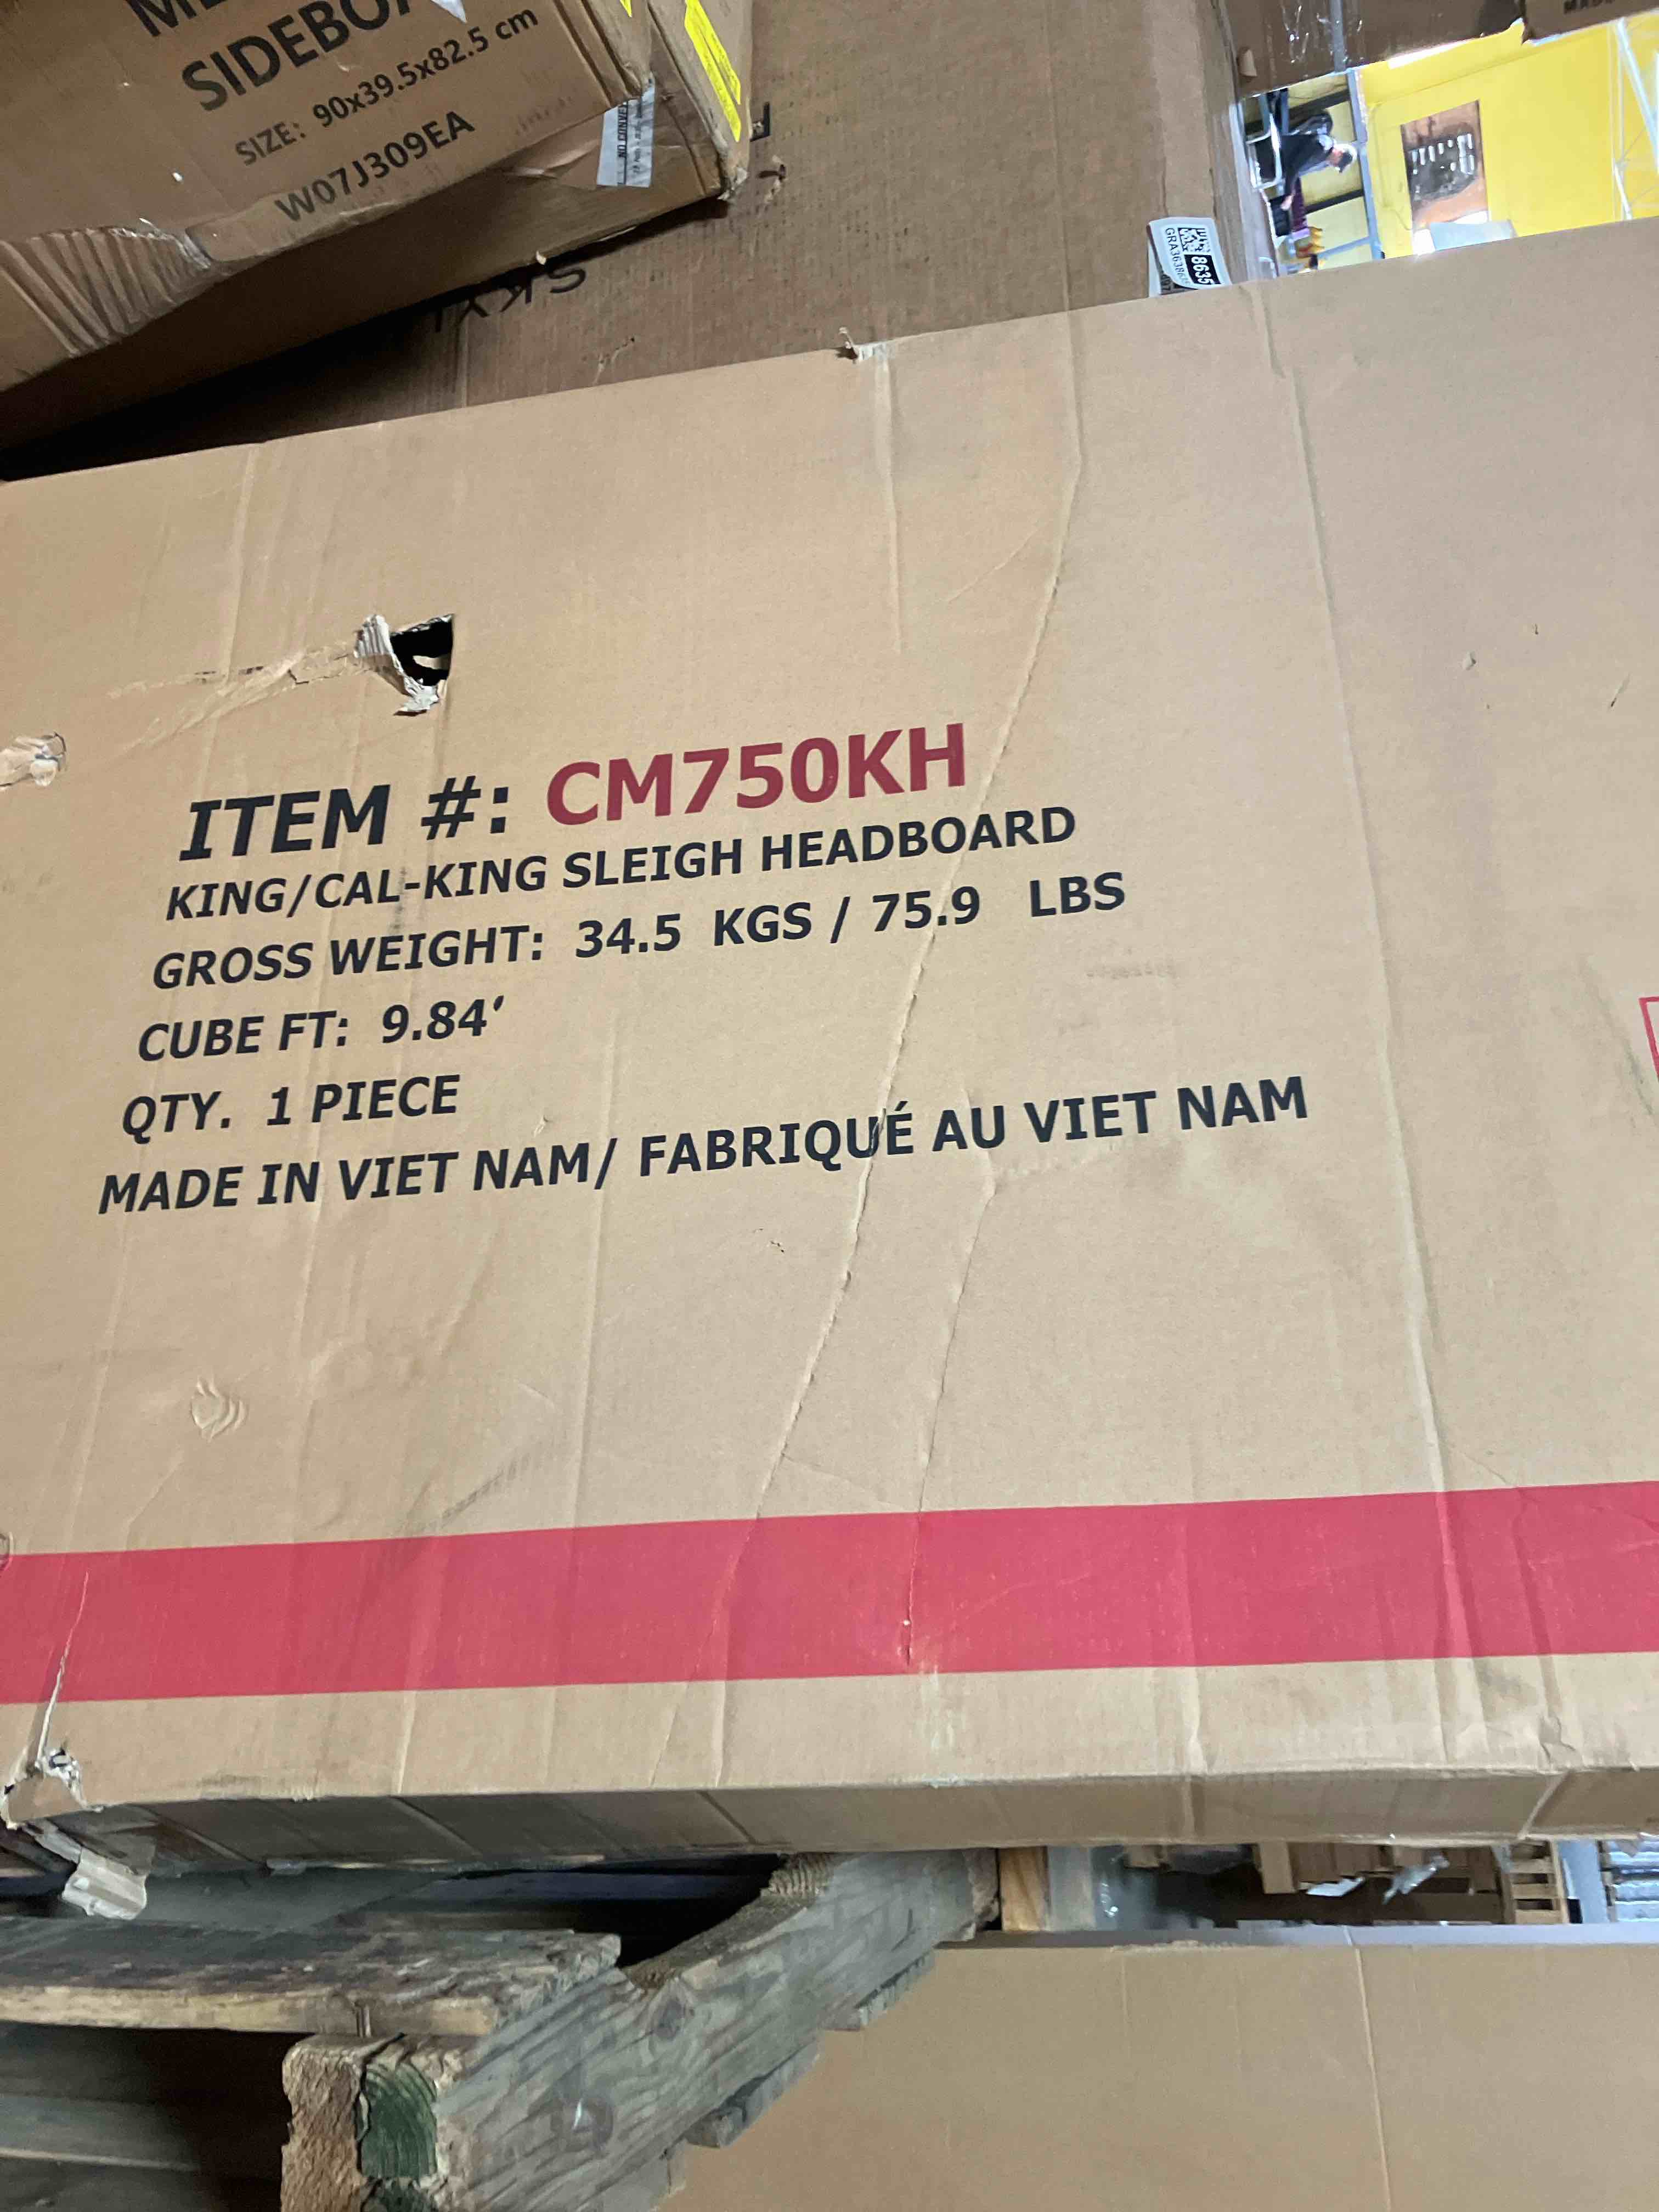 SIZE: 90x39.5x82.5 cm
W07J309EA
8635
ITEM #: CM750KH
KING/CAL-KING SLEIGH HEADBOARD
GROSS WEIGHT: 34.5 KGS / 75.9 LBS
CUBE FT: 9.84'
QTY. 1 PIECE
MADE IN VIET NAM/ FABRIQUÉ AU VIET NAM